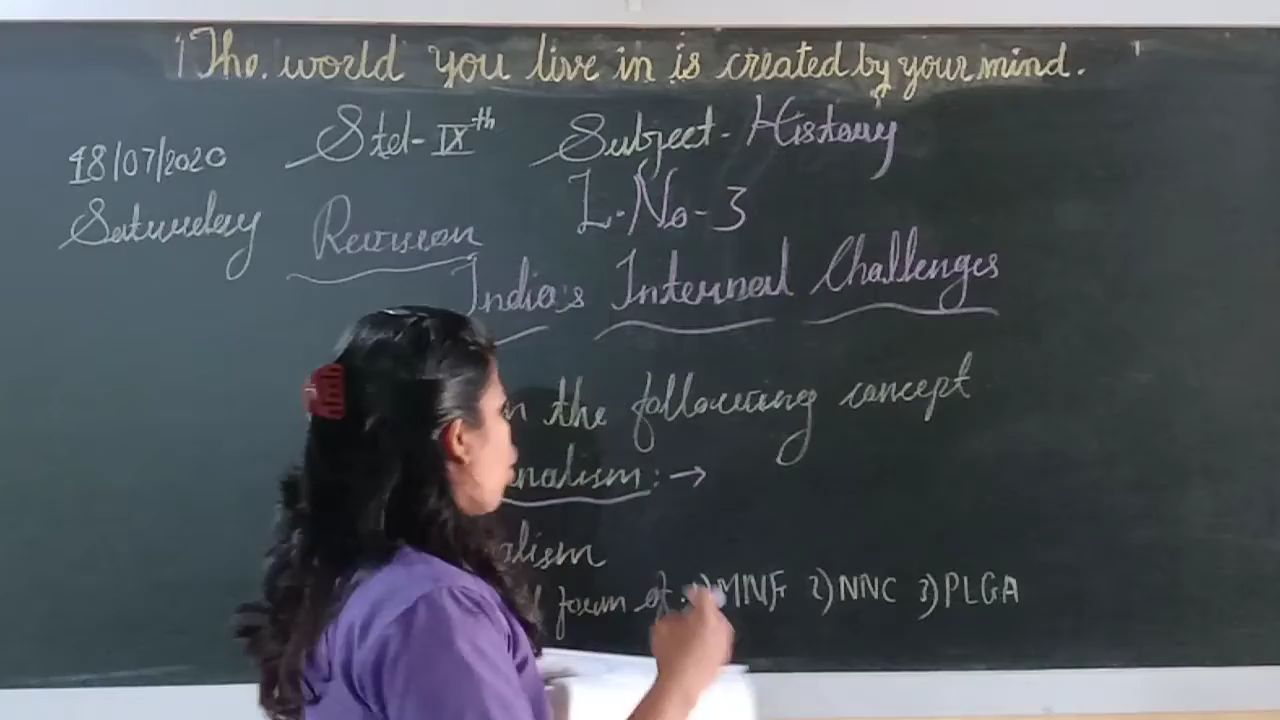 The world you live in is created by your mind.
Std-IXth Subject-History
18/07/2020
L.No-3
Saturday Revision
India's Internal Challenges
the following concept
nalism:→
alism
form of. 1) MNF 2) NNC 3) PLGA